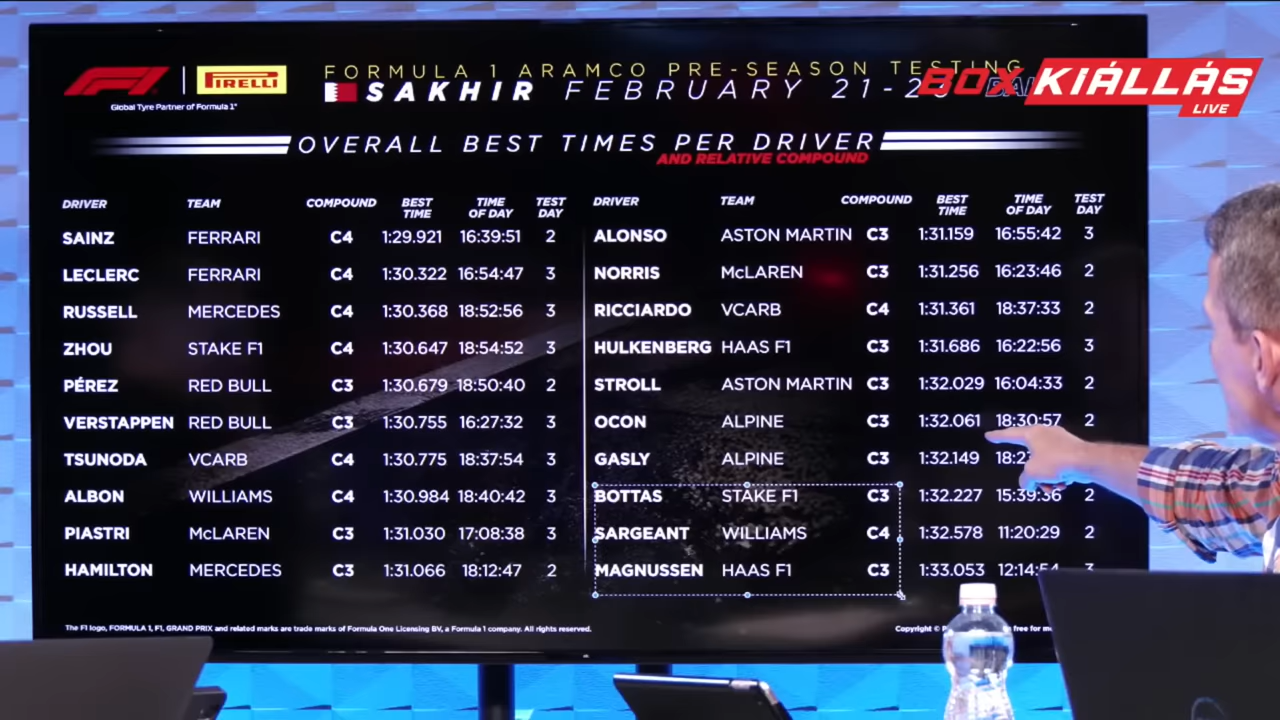 F1 PIRELLI
Global Tyre Partner of Formula 1®
FORMULA 1 ARAMCO PRE-SEASON TESTING
SAKHIR FEBRUARY 21-
BOX KIÁLLÁS
LIVE
OVERALL BEST TIMES PER DRIVER
AND RELATIVE COMPOUND
DRIVER TEAM COMPOUND BEST TIME TIME OF DAY TEST DAY
SAINZ FERRARI C4 1:29.921 16:39:51 2
LECLERC FERRARI C4 1:30.322 16:54:47 3
RUSSELL MERCEDES C4 1:30.368 18:52:56 3
ZHOU STAKE F1 C4 1:30.647 18:54:52 3
PÉREZ RED BULL C3 1:30.679 18:50:40 2
VERSTAPPEN RED BULL C3 1:30.755 16:27:32 3
TSUNODA VCARB C4 1:30.775 18:37:54 3
ALBON WILLIAMS C4 1:30.984 18:40:42 3
PIASTRI McLAREN C3 1:31.030 17:08:38 3
HAMILTON MERCEDES C3 1:31.066 18:12:47 2
DRIVER TEAM COMPOUND BEST TIME TIME OF DAY TEST DAY
ALONSO ASTON MARTIN C3 1:31.159 16:55:42 3
NORRIS McLAREN C3 1:31.256 16:23:46 2
RICCIARDO VCARB C4 1:31.361 18:37:33 2
HULKENBERG HAAS F1 C3 1:31.686 16:22:56 3
STROLL ASTON MARTIN C3 1:32.029 16:04:33 2
OCON ALPINE C3 1:32.061 18:30:57 2
GASLY ALPINE C3 1:32.149
BOTTAS STAKE F1 C3 1:32.227 15:39:36 2
SARGEANT WILLIAMS C4 1:32.578 11:20:29 2
MAGNUSSEN HAAS F1 C3 1:33.053 12:14:54 3
The F1 logo, FORMULA 1, F1, GRAND PRIX and related marks are trade marks of Formula One Licensing BV, a Formula 1 company. All rights reserved.
Copyright ©